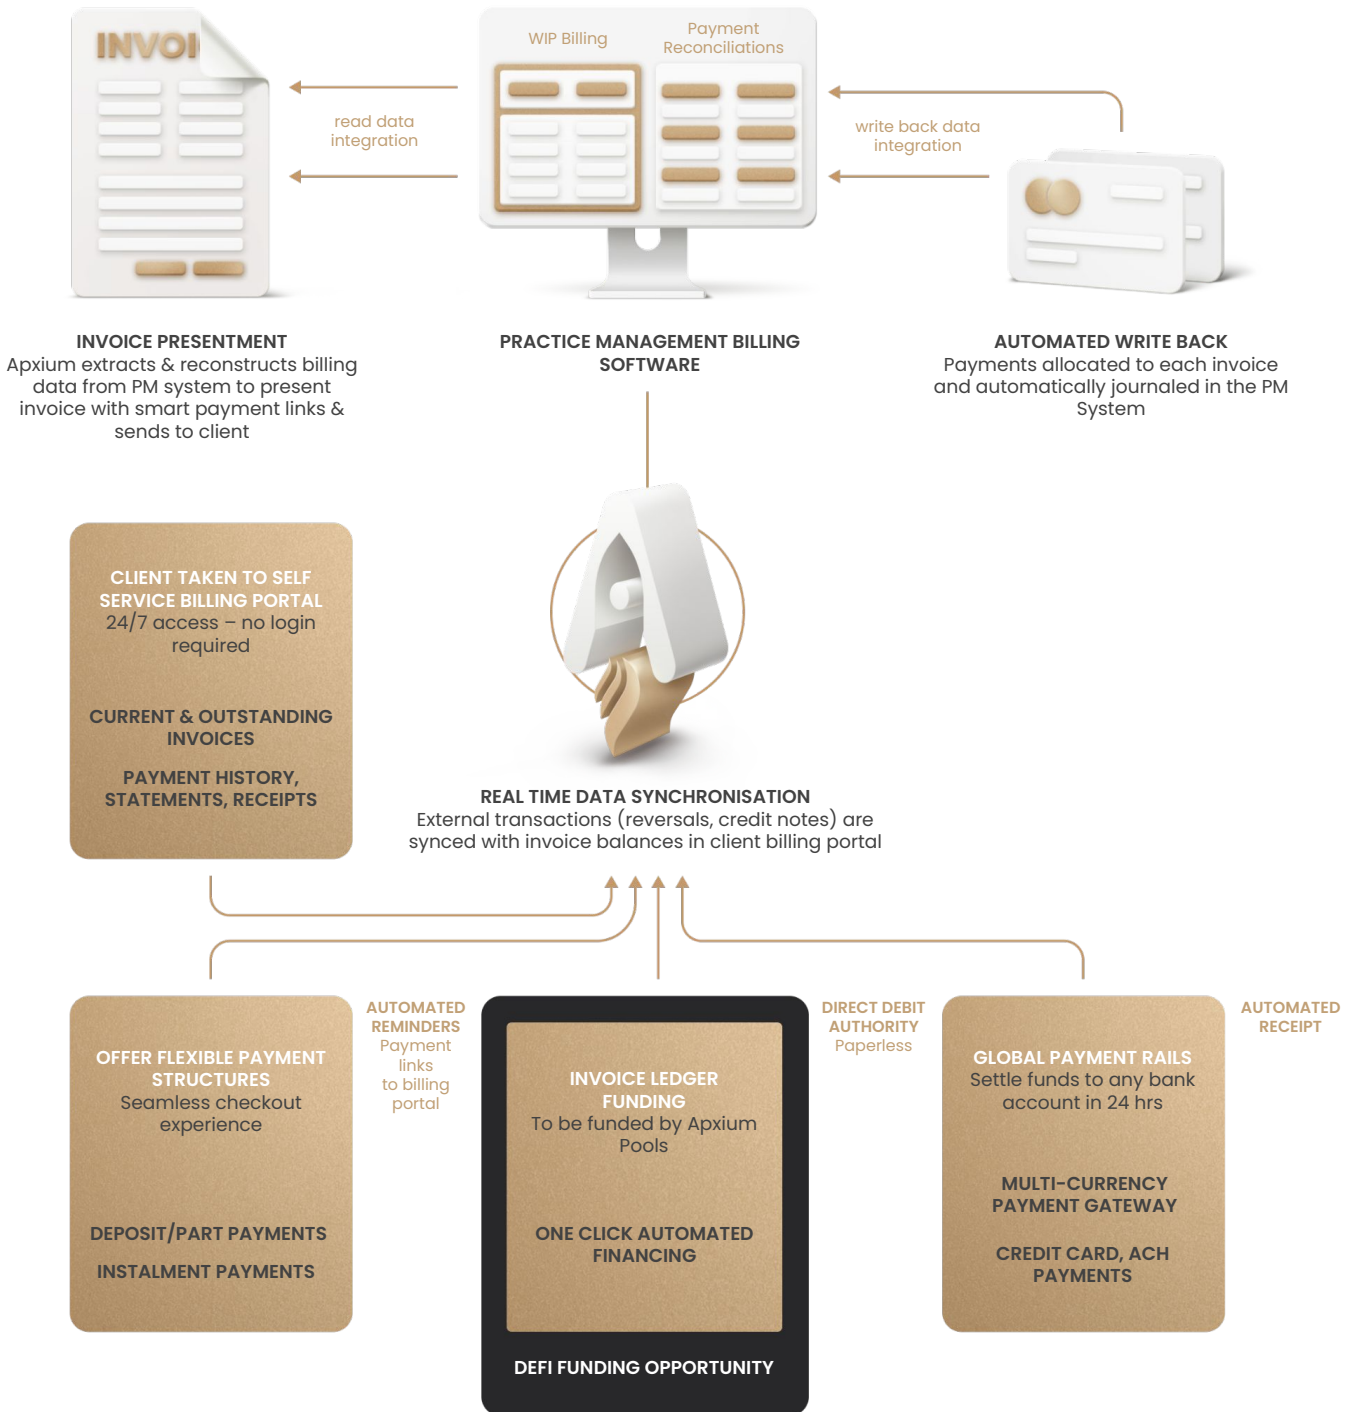 INVOI
WIP Billing
Payment
Reconciliations
read data
integration
write back data
integration
INVOICE PRESENTMENT
Apxium extracts & reconstructs billing
data from PM system to present
invoice with smart payment links &
sends to client
PRACTICE MANAGEMENT BILLING
SOFTWARE
AUTOMATED WRITE BACK
Payments allocated to each invoice
and automatically journaled in the PM
System
CLIENT TAKEN TO SELF
SERVICE BILLING PORTAL
24/7 access – no login
required
CURRENT & OUTSTANDING
INVOICES
PAYMENT HISTORY,
STATEMENTS, RECEIPTS
REAL TIME DATA SYNCHRONISATION
External transactions (reversals, credit notes) are
synced with invoice balances in client billing portal
OFFER FLEXIBLE PAYMENT
STRUCTURES
Seamless checkout
experience
DEPOSIT/PART PAYMENTS
INSTALMENT PAYMENTS
AUTOMATED
REMINDERS
Payment
links
to billing
portal
INVOICE LEDGER
FUNDING
To be funded by Apxium
Pools
ONE CLICK AUTOMATED
FINANCING
DEFI FUNDING OPPORTUNITY
DIRECT DEBIT
AUTHORITY
Paperless
GLOBAL PAYMENT RAILS
Settle funds to any bank
account in 24 hrs
MULTI-CURRENCY
PAYMENT GATEWAY
CREDIT CARD, ACH
PAYMENTS
AUTOMATED
RECEIPT